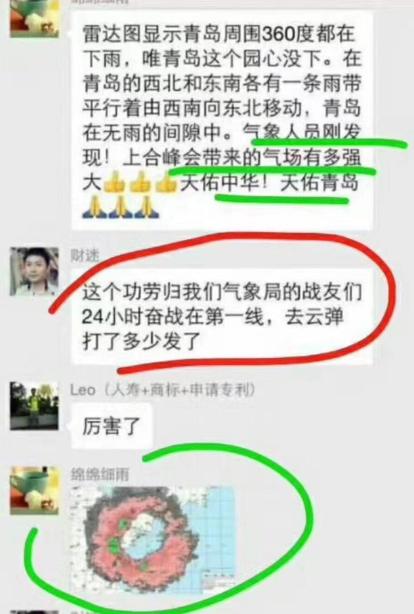 绵绵细雨
雷达图显示青岛周围360度都在
下雨，唯青岛这个园心没下。在
青岛的西北和东南各有一条雨带
平行着由西南向东北移动，青岛
在无雨的间隙中。气象人员刚发
现！上合峰会带来的气场有多强
大👍👍👍天佑中华！天佑青岛
🙏🙏🙏
财迷
这个功劳归我们气象局的战友们
24小时奋战在第一线，去云弹
打了多少发了
Leo（人寿+商标+申请专利）
厉害了
绵绵细雨